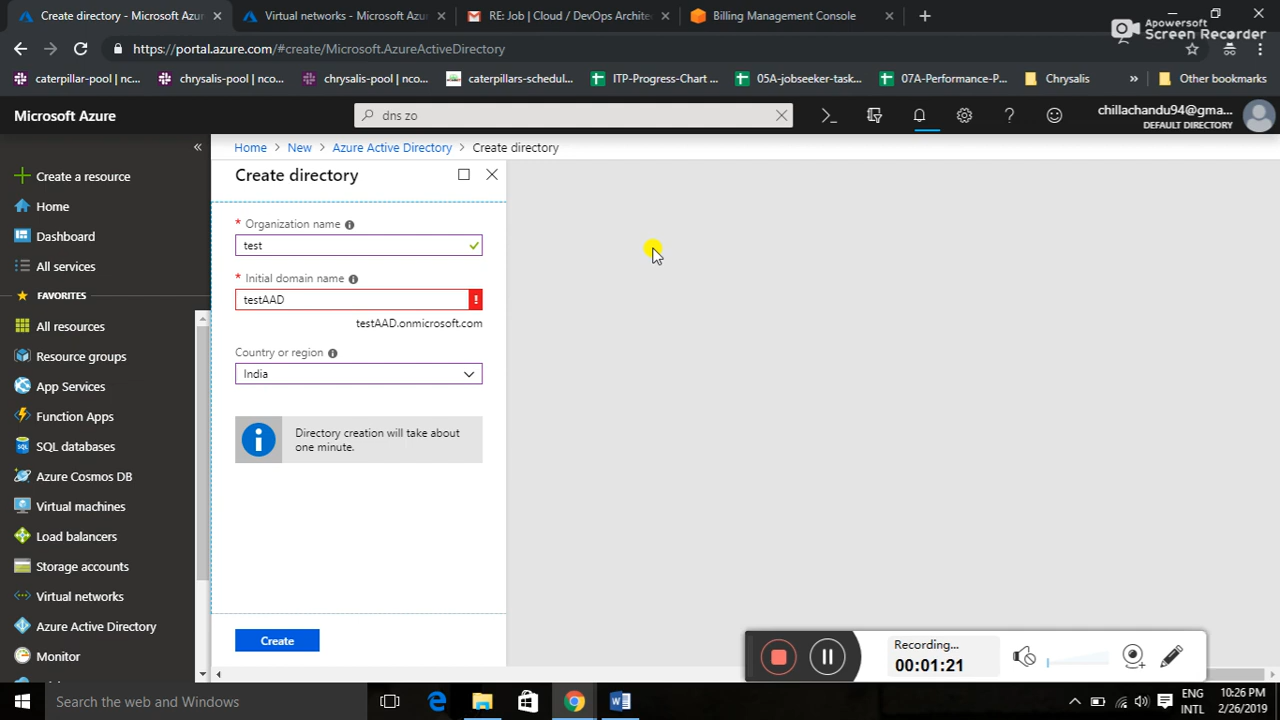 Create directory - Microsoft Azur
Virtual networks - Microsoft Azur
RE: Job | Cloud / DevOps Archite
Billing Management Console
Apowersoft
Screen Recorder
https://portal.azure.com/#create/Microsoft.AzureActiveDirectory
caterpillar-pool | nc...
chrysalis-pool | nco...
chrysalis-pool | nco...
caterpillars-schedul...
ITP-Progress-Chart ...
05A-jobseeker-task...
07A-Performance-P...
Chrysalis
»
Other bookmarks
Microsoft Azure
dns zo
chillachandu94@gma...
DEFAULT DIRECTORY
Home > New > Azure Active Directory > Create directory
Create a resource
Home
Dashboard
All services
FAVORITES
All resources
Resource groups
App Services
Function Apps
SQL databases
Azure Cosmos DB
Virtual machines
Load balancers
Storage accounts
Virtual networks
Azure Active Directory
Monitor
Create directory
* Organization name
test
* Initial domain name
testAAD
testAAD.onmicrosoft.com
Country or region
India
Directory creation will take about
one minute.
Create
Recording...
00:01:21
Search the web and Windows
ENG
INTL
10:26 PM
2/26/2019